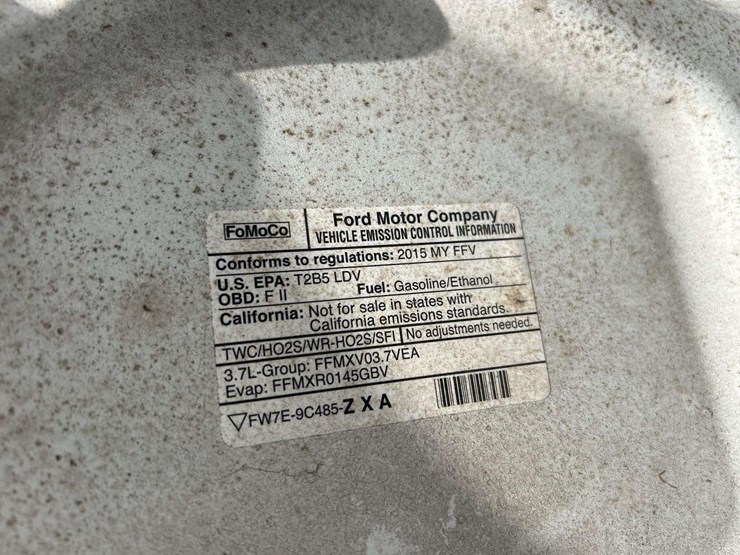 FoMoCo
Ford Motor Company
VEHICLE EMISSION CONTROL INFORMATION
Conforms to regulations: 2015 MY FFV
U.S. EPA: T2B5 LDV
OBD: F II Fuel: Gasoline/Ethanol
California: Not for sale in states with
California emissions standards.
TWC/HO2S/WR-HO2S/SFI No adjustments needed.
3.7L-Group: FFMXV03.7VEA
Evap: FFMXR0145GBV
FW7E-9C485-Z X A